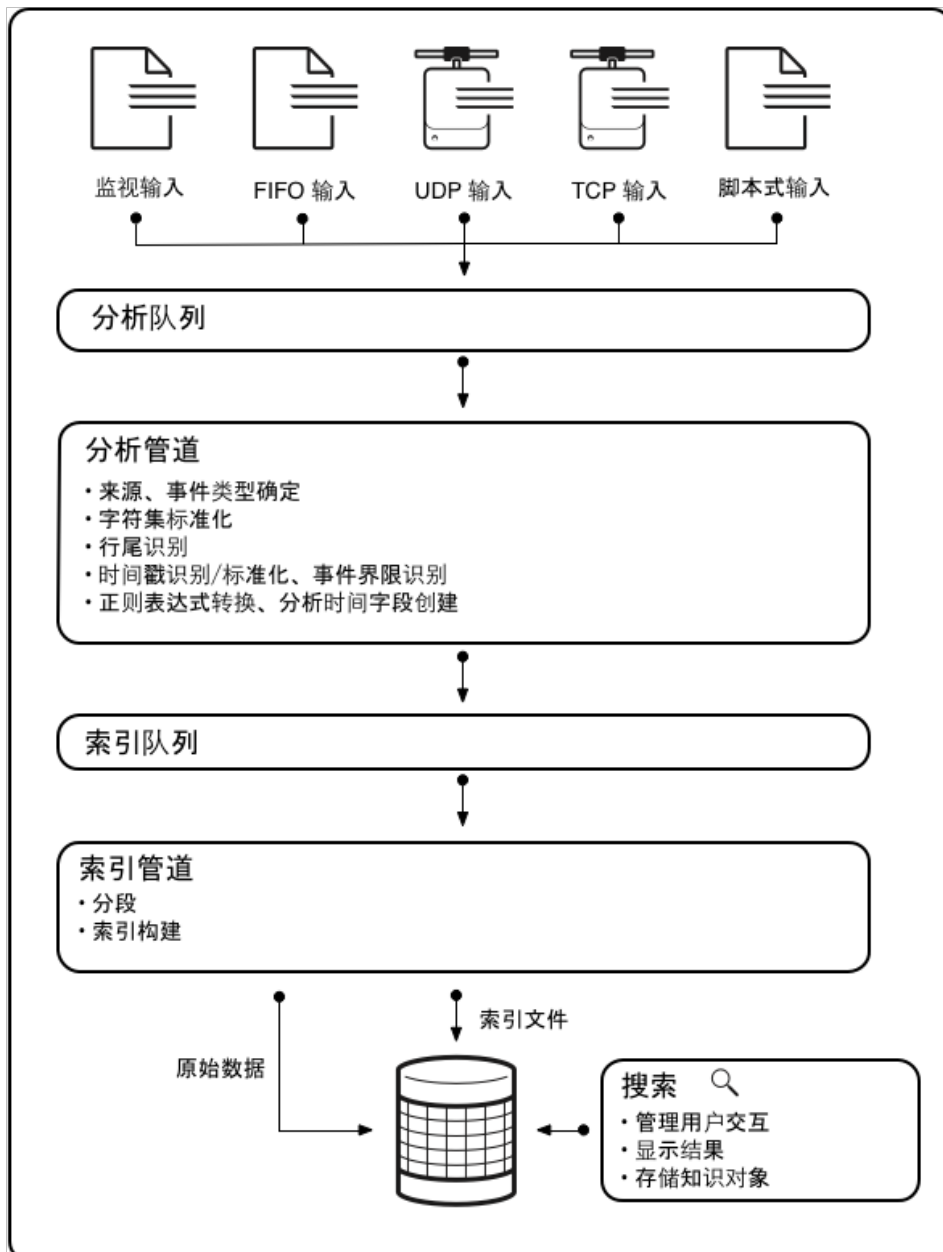 监视输入
FIFO 输入
UDP 输入
TCP 输入
脚本式输入
分析队列
分析管道
• 来源、事件类型确定
• 字符集标准化
• 行尾识别
• 时间戳识别/标准化、事件界限识别
• 正则表达式转换、分析时间字段创建
索引队列
索引管道
• 分段
• 索引构建
索引文件
原始数据
搜索
• 管理用户交互
• 显示结果
• 存储知识对象